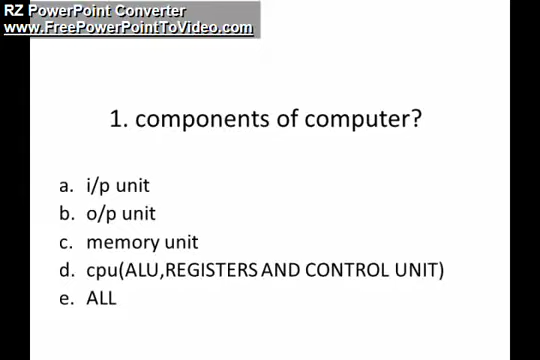 RZ PowerPoint Converter
www.FreePowerPointToVideo.com
1. components of computer?
a. i/p unit
b. o/p unit
c. memory unit
d. cpu(ALU,REGISTERS AND CONTROL UNIT)
e. ALL